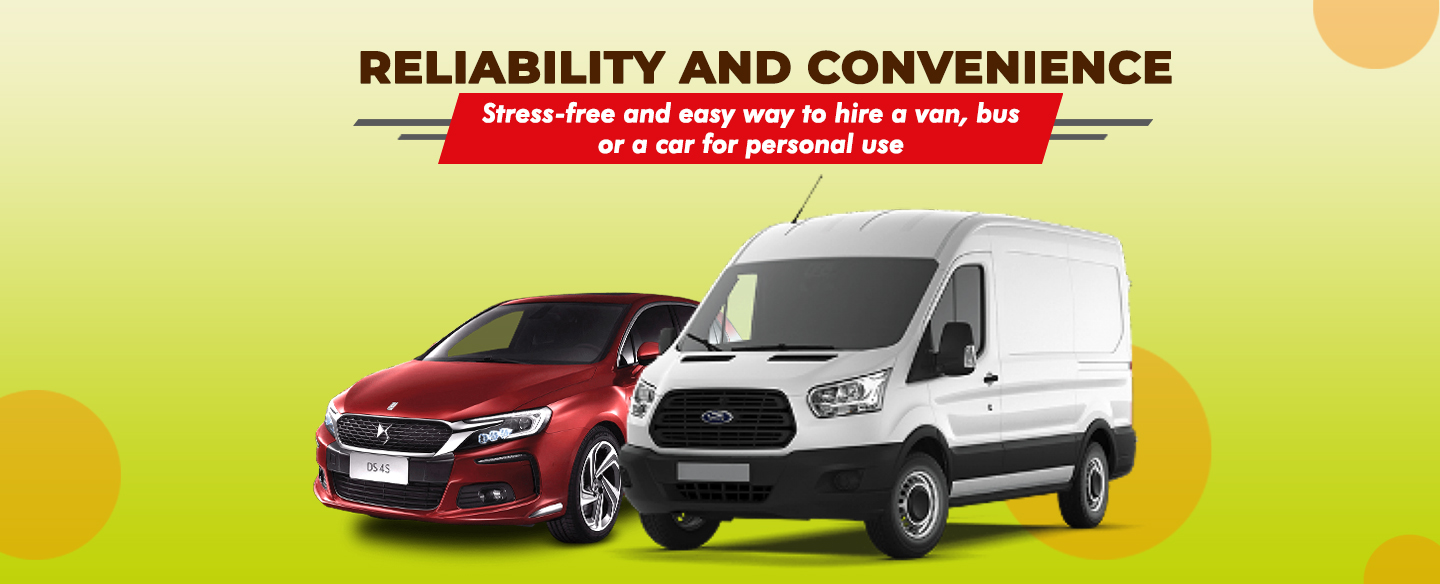 RELIABILITY AND CONVENIENCE
Stress-free and easy way to hire a van, bus
or a car for personal use
Ford
DS 4S